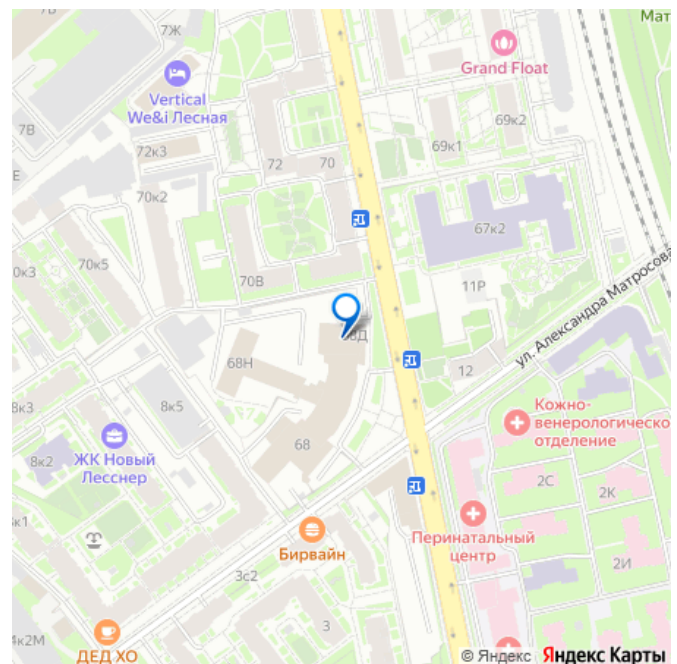 7В
Мат
7Ж
Grand Float
Vertical
We&i Лесная
7В
69к2
69к1
72к3
72
70
Е
70к2
67к2
70к5
0к3
70В
11Р
ул. Александра Матросова
68Н
12
8к3
8к5
Кожно-
венерологическо
отделение
8к2
ЖК Новый
Лесснер
68
2С
2К
к1
Перинатальный
центр
Бирвайн
2И
3с2
3
4к2М
ДЕД ХО
© Яндекс Яндекс Карты